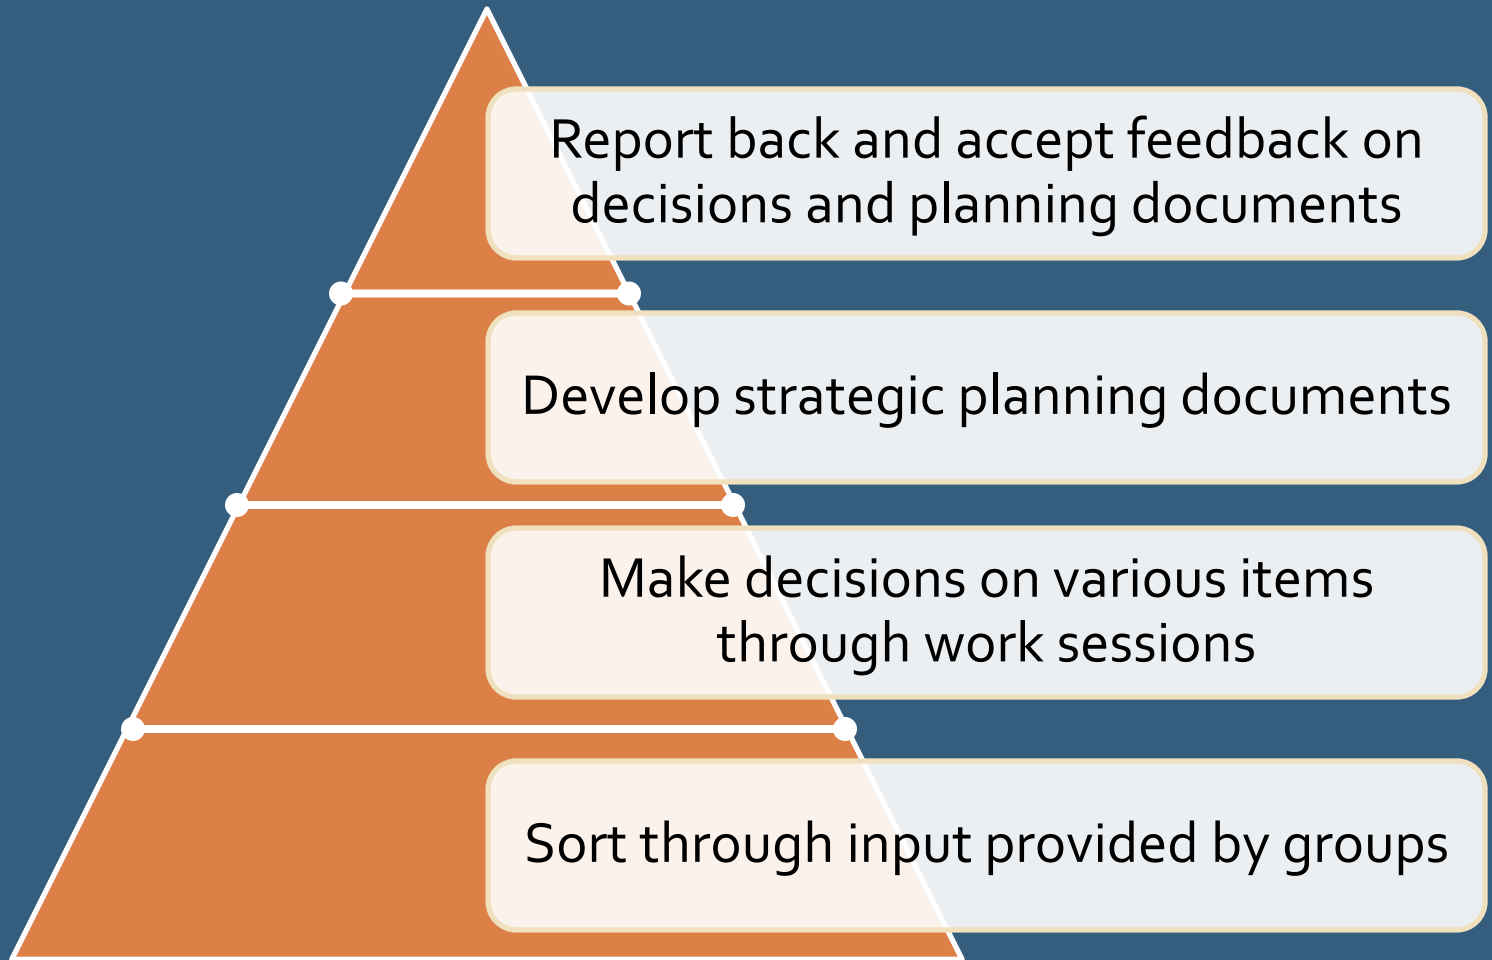 Report back and accept feedback on
decisions and planning documents
Develop strategic planning documents
Make decisions on various items
through work sessions
Sort through input provided by groups